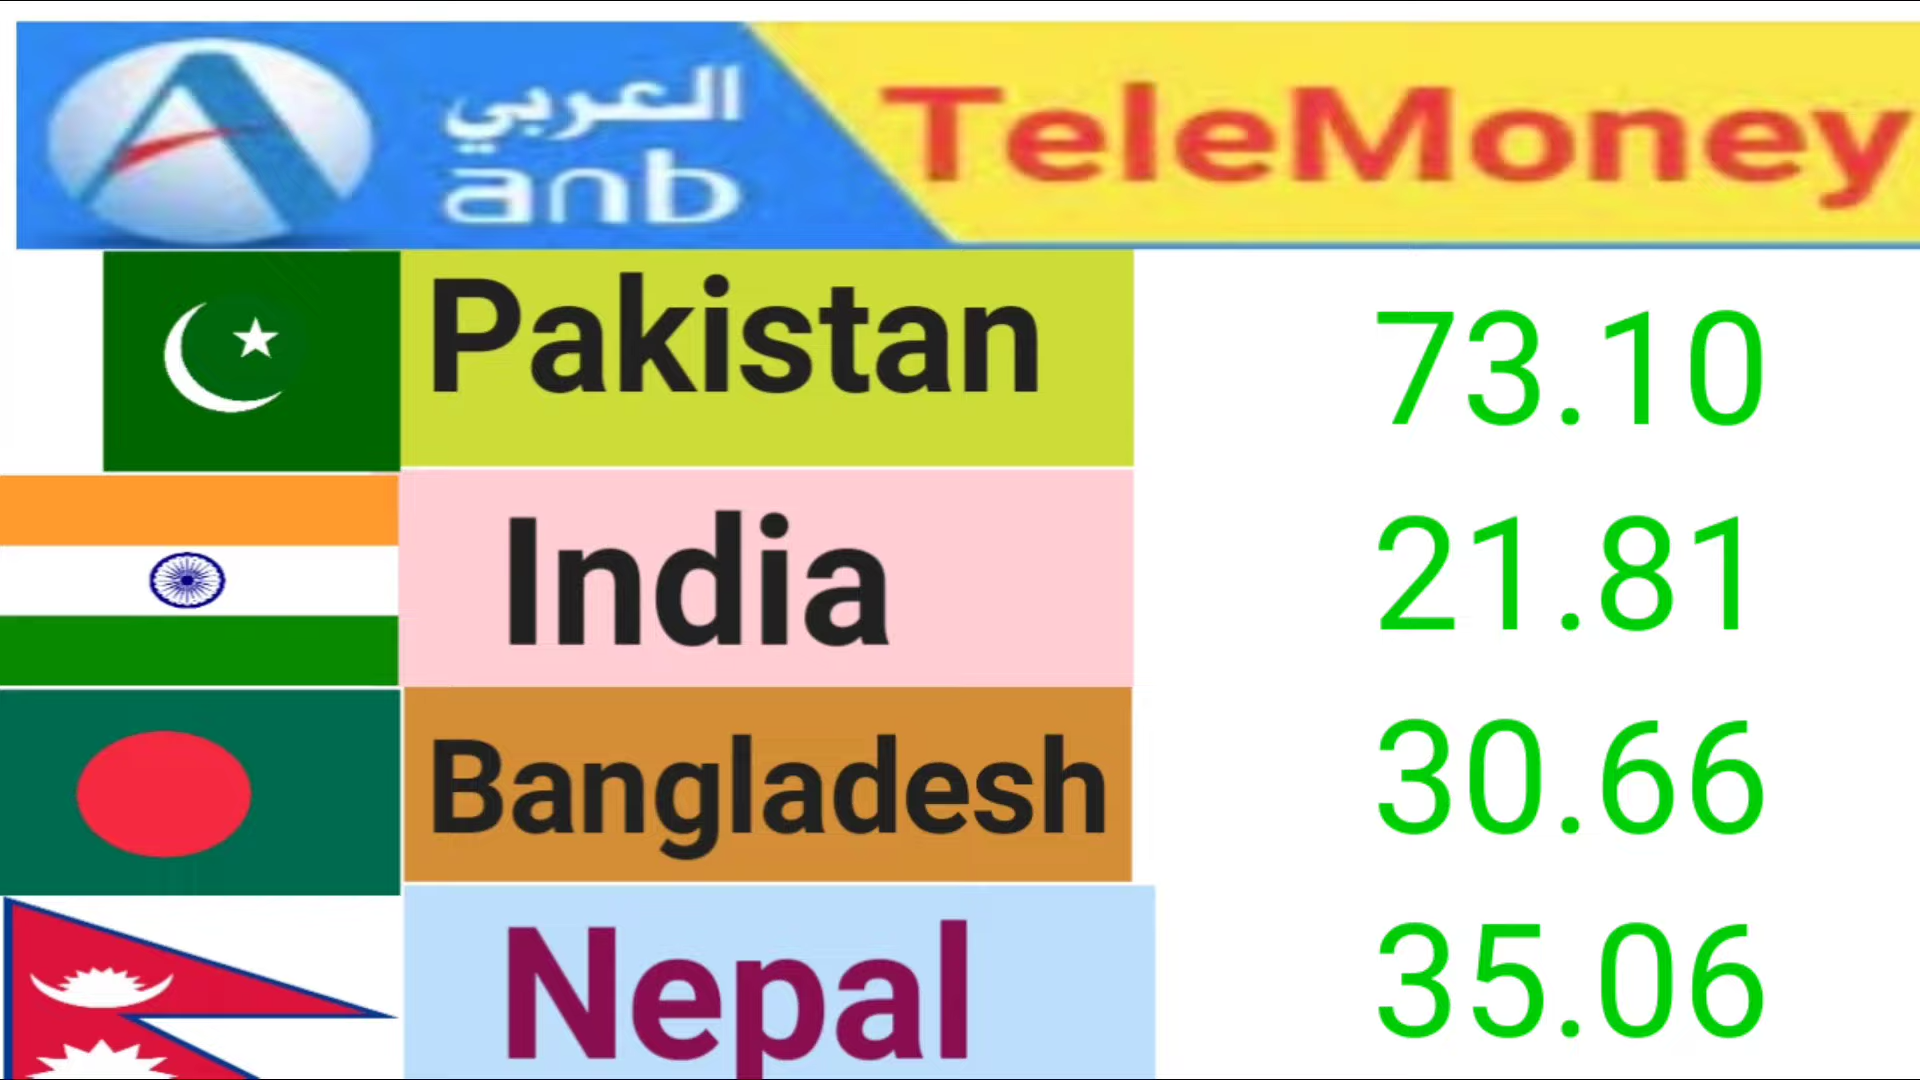 العربي
anb
TeleMoney
Pakistan 73.10
India 21.81
Bangladesh 30.66
Nepal 35.06